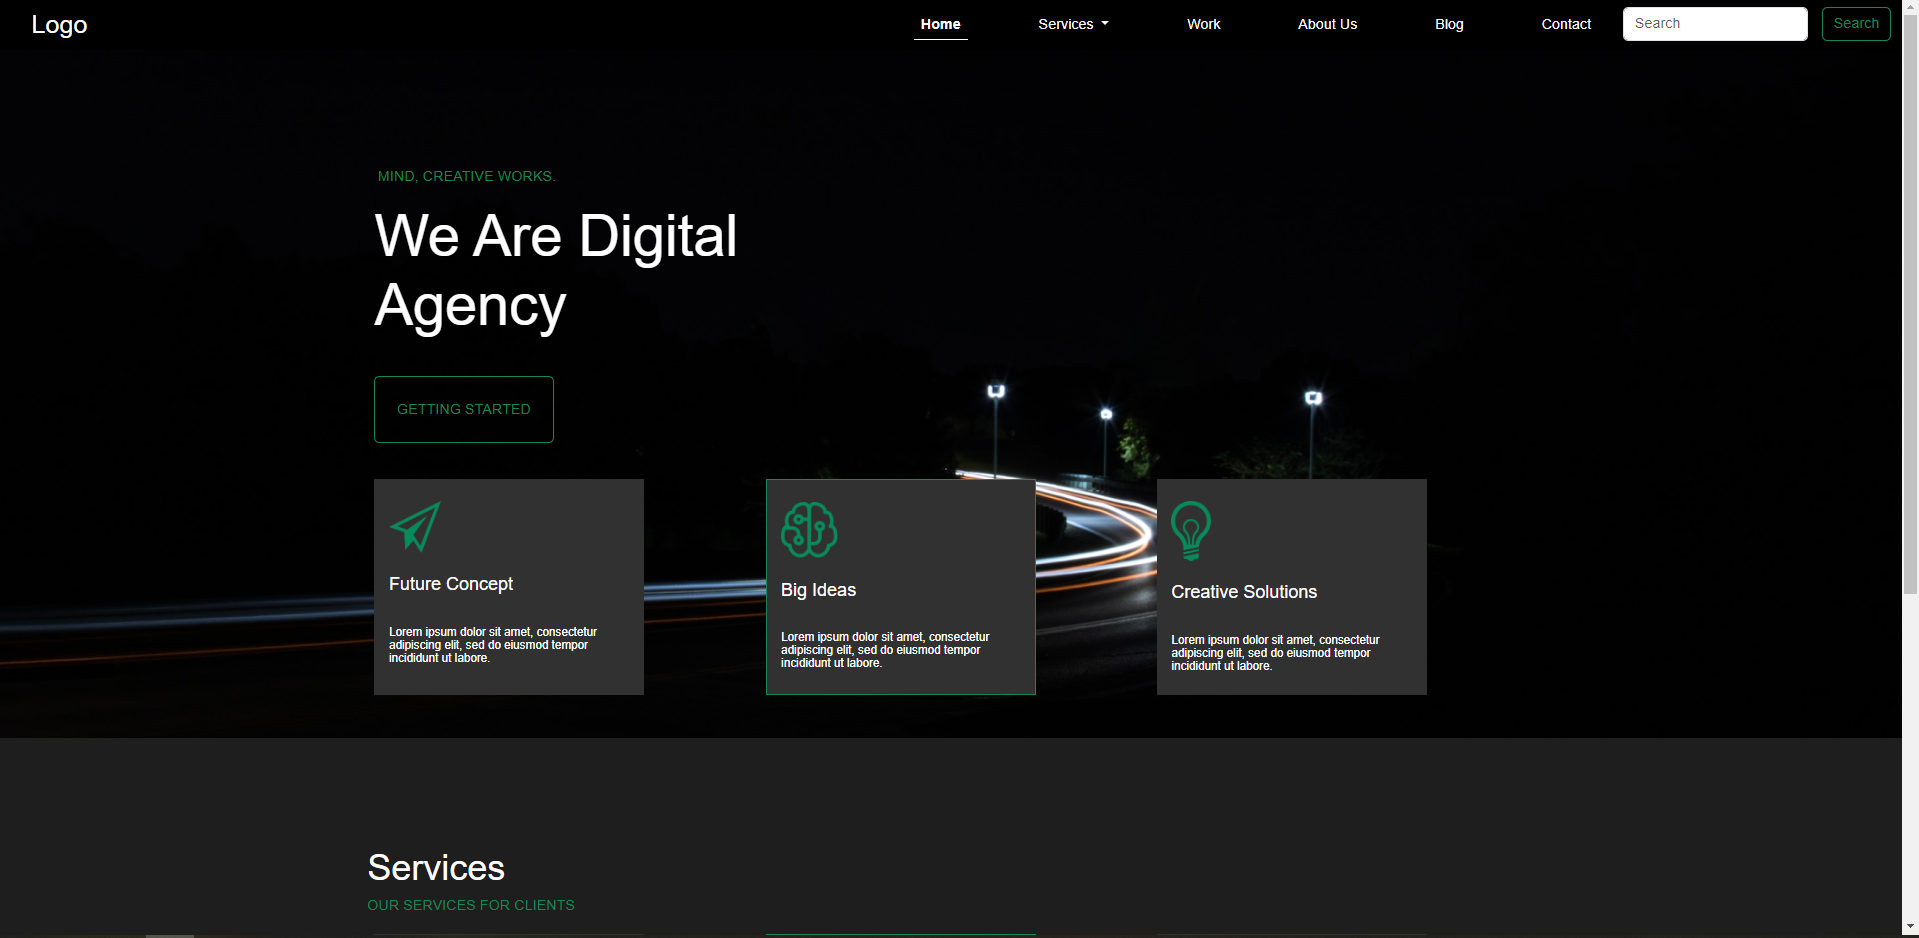 Logo
Home
Services
Work
About Us
Blog
Contact
Search
Search
MIND, CREATIVE WORKS.
We Are Digital
Agency
GETTING STARTED
Future Concept
Lorem ipsum dolor sit amet, consectetur
adipiscing elit, sed do eiusmod tempor
incididunt ut labore.
Big Ideas
Lorem ipsum dolor sit amet, consectetur
adipiscing elit, sed do eiusmod tempor
incididunt ut labore.
Creative Solutions
Lorem ipsum dolor sit amet, consectetur
adipiscing elit, sed do eiusmod tempor
incididunt ut labore.
Services
OUR SERVICES FOR CLIENTS